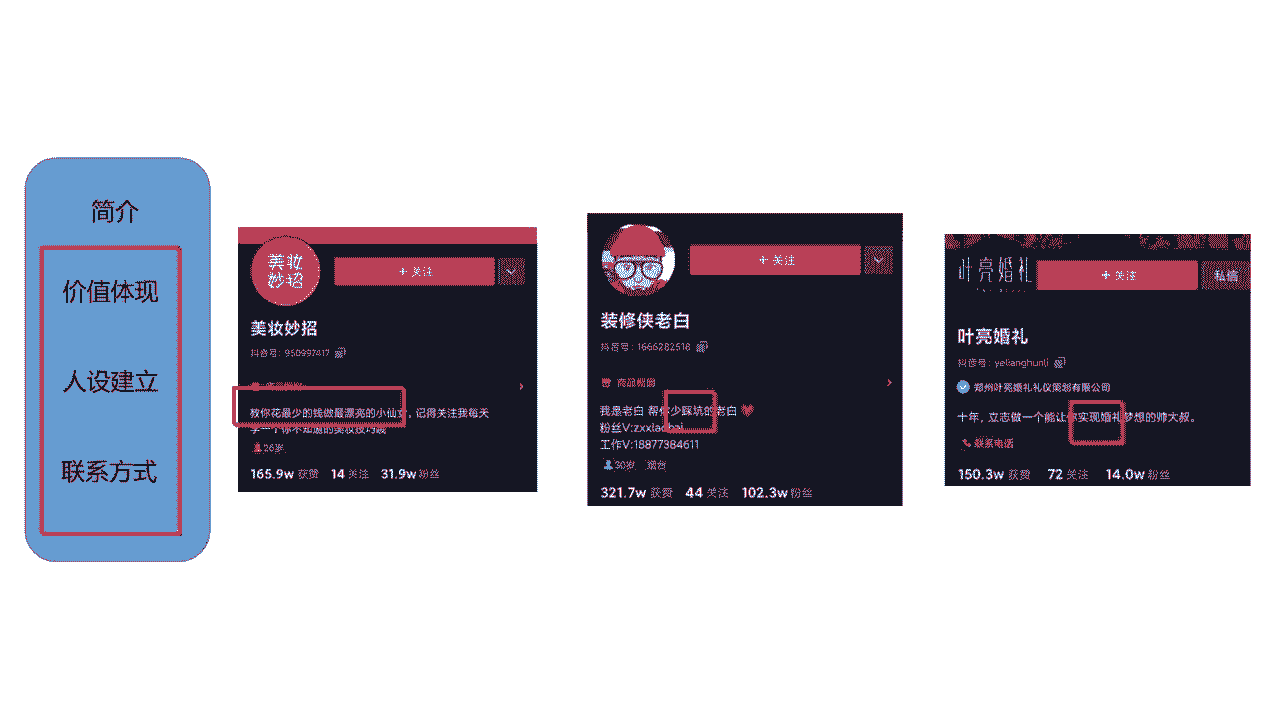 简介
价值体现
人设建立
联系方式
美妆
妙招
+ 关注
美妆妙招
抖音号: 950997417
商品橱窗
教你花最少的钱做最漂亮的小仙女, 记得关注我每天
学一个你不知道的美妆技巧哦
26岁
165.9w 获赞 14 关注 31.9w 粉丝
+ 关注
装修侠老白
抖音号: 1666282518
商品橱窗
我是老白 帮你少踩坑的老白
粉丝V:zxxiaobai
工作V:18877384611
30岁 烟台
321.7w 获赞 44 关注 102.3w 粉丝
叶亮婚礼
+ 关注
私信
叶亮婚礼
抖音号: yelianghunli
郑州叶亮婚礼礼仪策划有限公司
十年, 立志做一个能让你实现婚礼梦想的帅大叔。
联系电话
150.3w 获赞 72 关注 14.0w 粉丝